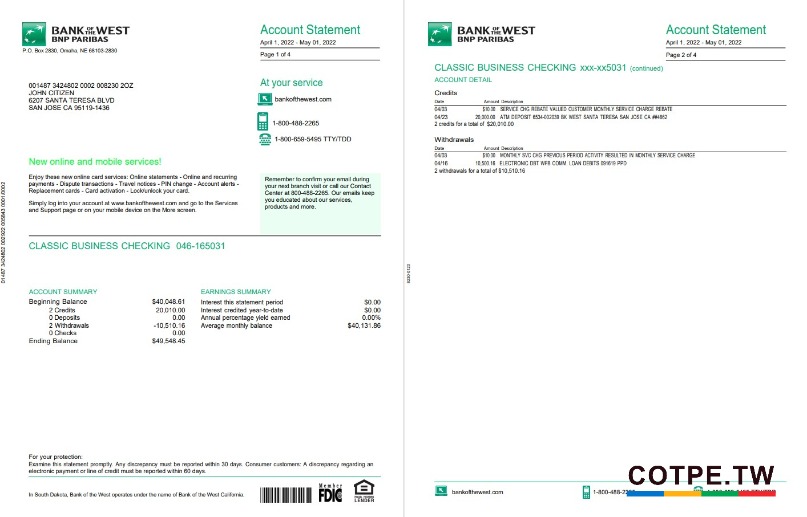 BANK OF THE WEST
BNP PARIBAS
P.O. Box 2830, Omaha, NE 68103-2830
Account Statement
April 1, 2022 - May 01, 2022
Page 1 of 4
001487 3424802 0002 008230 2OZ
JOHN CITIZEN
6207 SANTA TERESA BLVD
SAN JOSE CA 95119-1436
At your service
bankofthewest.com
1-800-488-2265
1-800-659-5495 TTY/TDD
New online and mobile services!
Enjoy these new online card services: Online statements - Online and recurring
payments - Dispute transactions - Travel notices - PIN change - Account alerts -
Replacement cards - Card activation - Lock/unlock your card.
Simply log into your account at www.bankofthewest.com and go to the Services
and Support page or on your mobile device on the More screen.
Remember to confirm your email during
your next branch visit or call our Contact
Center at 800-488-2265. Our emails keep
you educated about our services,
products and more.
CLASSIC BUSINESS CHECKING 046-165031
ACCOUNT SUMMARY
Beginning Balance $40,048.61
2 Credits 20,010.00
0 Deposits 0.00
2 Withdrawals -10,510.16
0 Checks 0.00
Ending Balance $49,548.45
EARNINGS SUMMARY
Interest this statement period $0.00
Interest credited year-to-date $0.00
Annual percentage yield earned 0.00%
Average monthly balance $40,131.86
For your protection:
Examine this statement promptly. Any discrepancy must be reported within 30 days. Consumer customers: A discrepancy regarding an
electronic payment or line of credit must be reported within 60 days.
In South Dakota, Bank of the West operates under the name of Bank of the West California.
Member
FDIC
EQUAL HOUSING
LENDER
BANK OF THE WEST
BNP PARIBAS
Account Statement
April 1, 2022 - May 01, 2022
Page 2 of 4
CLASSIC BUSINESS CHECKING xxx-xx5031 (continued)
ACCOUNT DETAIL
Credits
Date Amount Description
04/03 $10.00 SERVICE CHG REBATE VALUED CUSTOMER MONTHLY SERVICE CHARGE REBATE
04/23 20,000.00 ATM DEPOSIT BK WEST SANTA TERESA SAN JOSE CA
2 credits for a total of $20,010.00
Withdrawals
Date Amount Description
04/03 $10.00 MONTHLY SVC CHG PREVIOUS PERIOD ACTIVITY RESULTED IN MONTHLY SERVICE CHARGE
04/16 10,500.16 ELECTRONIC DBT WFB COMM LOAN DEBITS PPD
2 withdrawals for a total of $10,510.16
bankofthewest.com
COTPE.TW